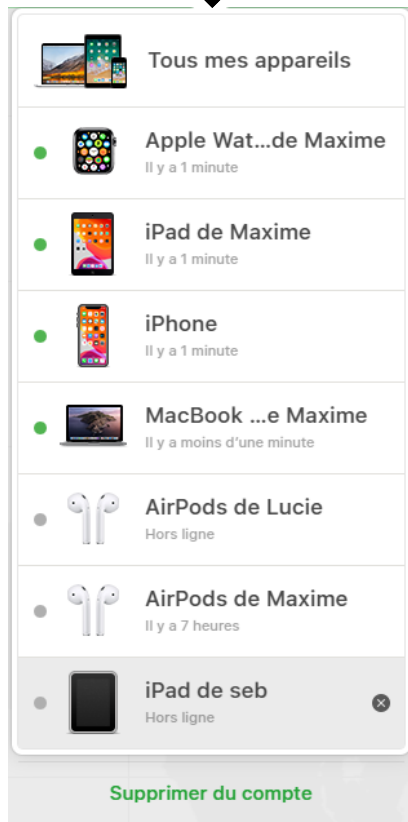 Tous mes appareils
Apple Wat...de Maxime
Il y a 1 minute
iPad de Maxime
Il y a 1 minute
iPhone
Il y a 1 minute
MacBook ...e Maxime
Il y a moins d'une minute
AirPods de Lucie
Hors ligne
AirPods de Maxime
Il y a 7 heures
iPad de seb
Hors ligne
Supprimer du compte